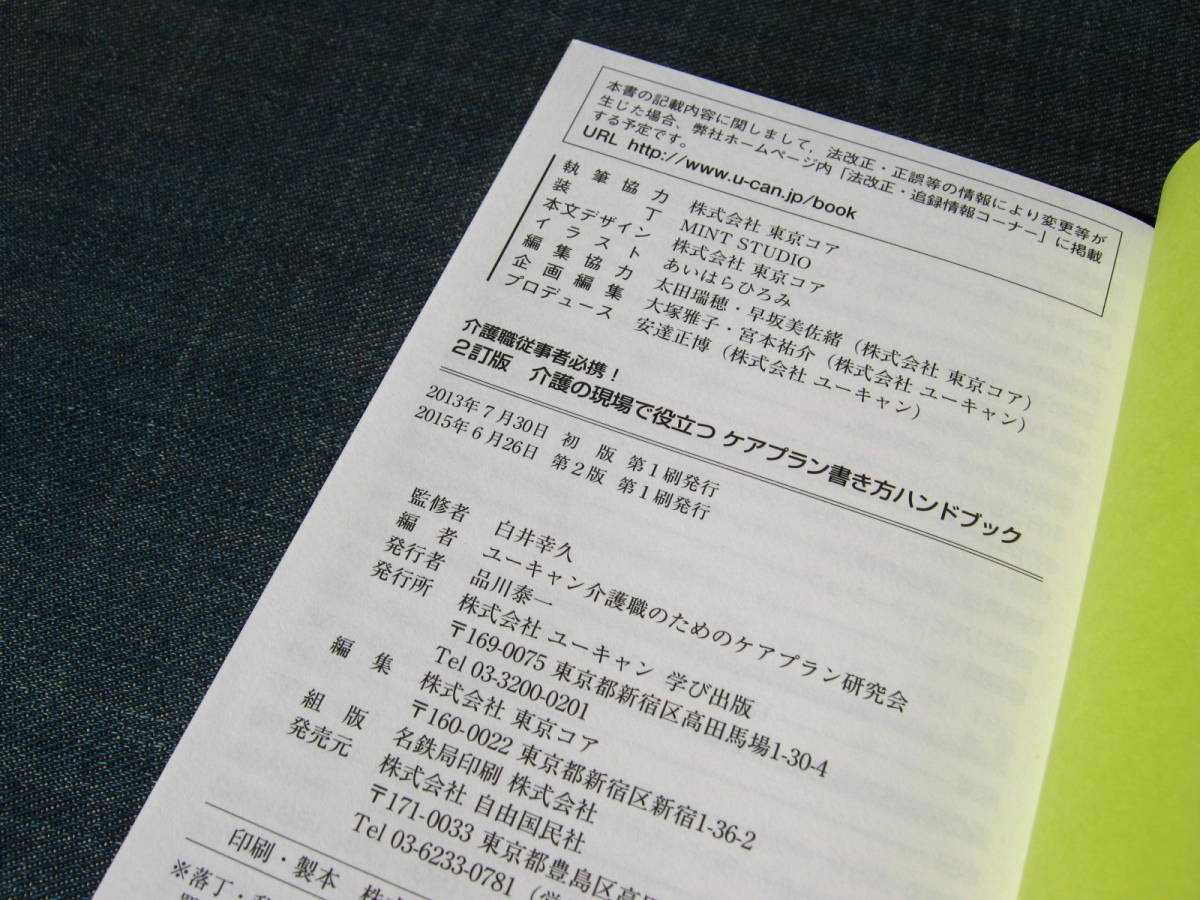 本書の記載内容に関しまして，法改正・正誤等の情報により変更等が
生じた場合、弊社ホームページ内「法改正・追録情報コーナー」に掲載
する予定です。
URL http://www.u-can.jp/book
執筆協力 株式会社 東京コア
装丁 MINT STUDIO
本文デザイン 株式会社 東京コア
イラスト あいはらひろみ
編集協力 太田瑞穂・早坂美佐緒（株式会社 東京コア）
企画編集 大塚雅子・宮本祐介（株式会社 ユーキャン）
プロデュース 安達正博（株式会社 ユーキャン）
介護職従事者必携！
2訂版 介護の現場で役立つ ケアプラン書き方ハンドブック
2013年7月30日 初 版 第1刷発行
2015年6月26日 第2版 第1刷発行
監修者 白井幸久
編 者 ユーキャン介護職のためのケアプラン研究会
発行者 品川泰一
発行所 株式会社 ユーキャン 学び出版
〒169-0075 東京都新宿区高田馬場1-30-4
Tel 03-3200-0201
編 集 株式会社 東京コア
〒160-0022 東京都新宿区新宿1-36-2
組 版 名鉄局印刷 株式会社
発売元 株式会社 自由国民社
〒171-0033 東京都豊島区高田
Tel 03-6233-0781（営
印刷・製本 株式
※落丁・乱